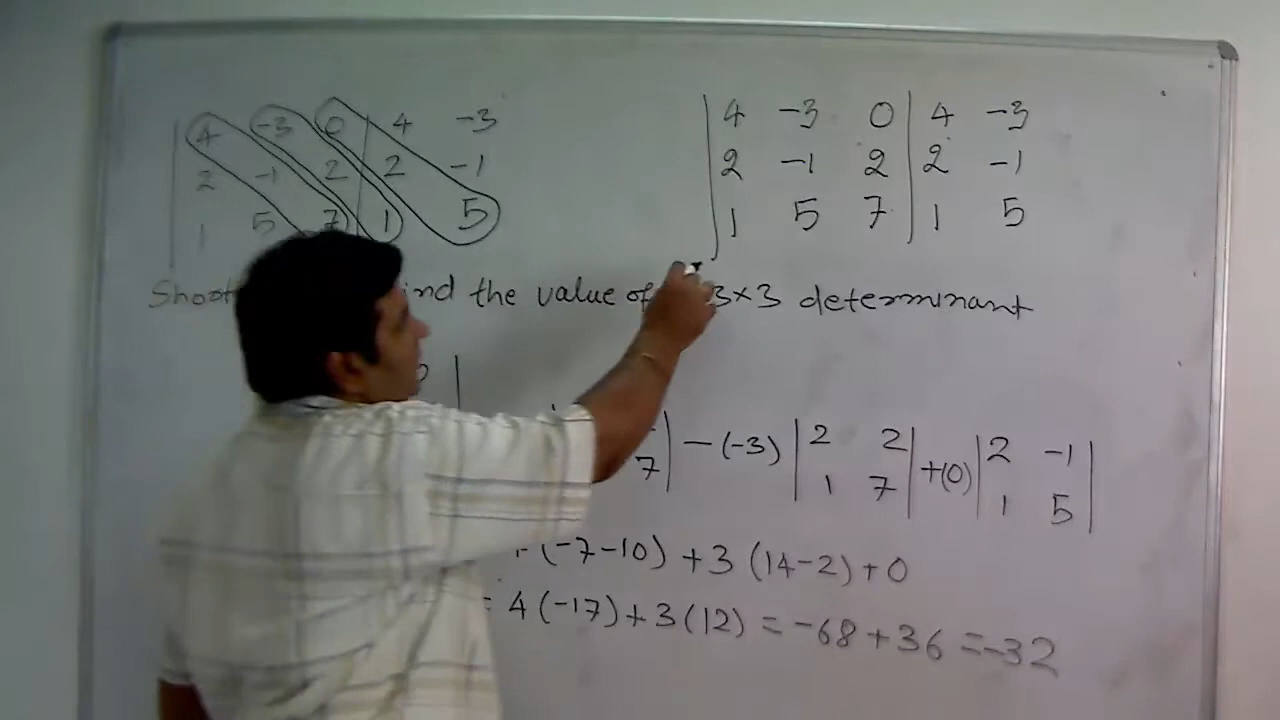 | 4 -3 0 | 4 -3
2 -1 2 | 2 -1
1 5 7 | 1 5
| 4 -3 0 | 4 -3
2 -1 2 | 2 -1
1 5 7 | 1 5
the value of 3×3 determinant
7 | - (-3) | 2 2 | + (0) | 2 -1 |
1 7 1 5
(-7-10) + 3 (14-2) + 0
= 4 (-17) + 3 (12) = -68 + 36 = -32